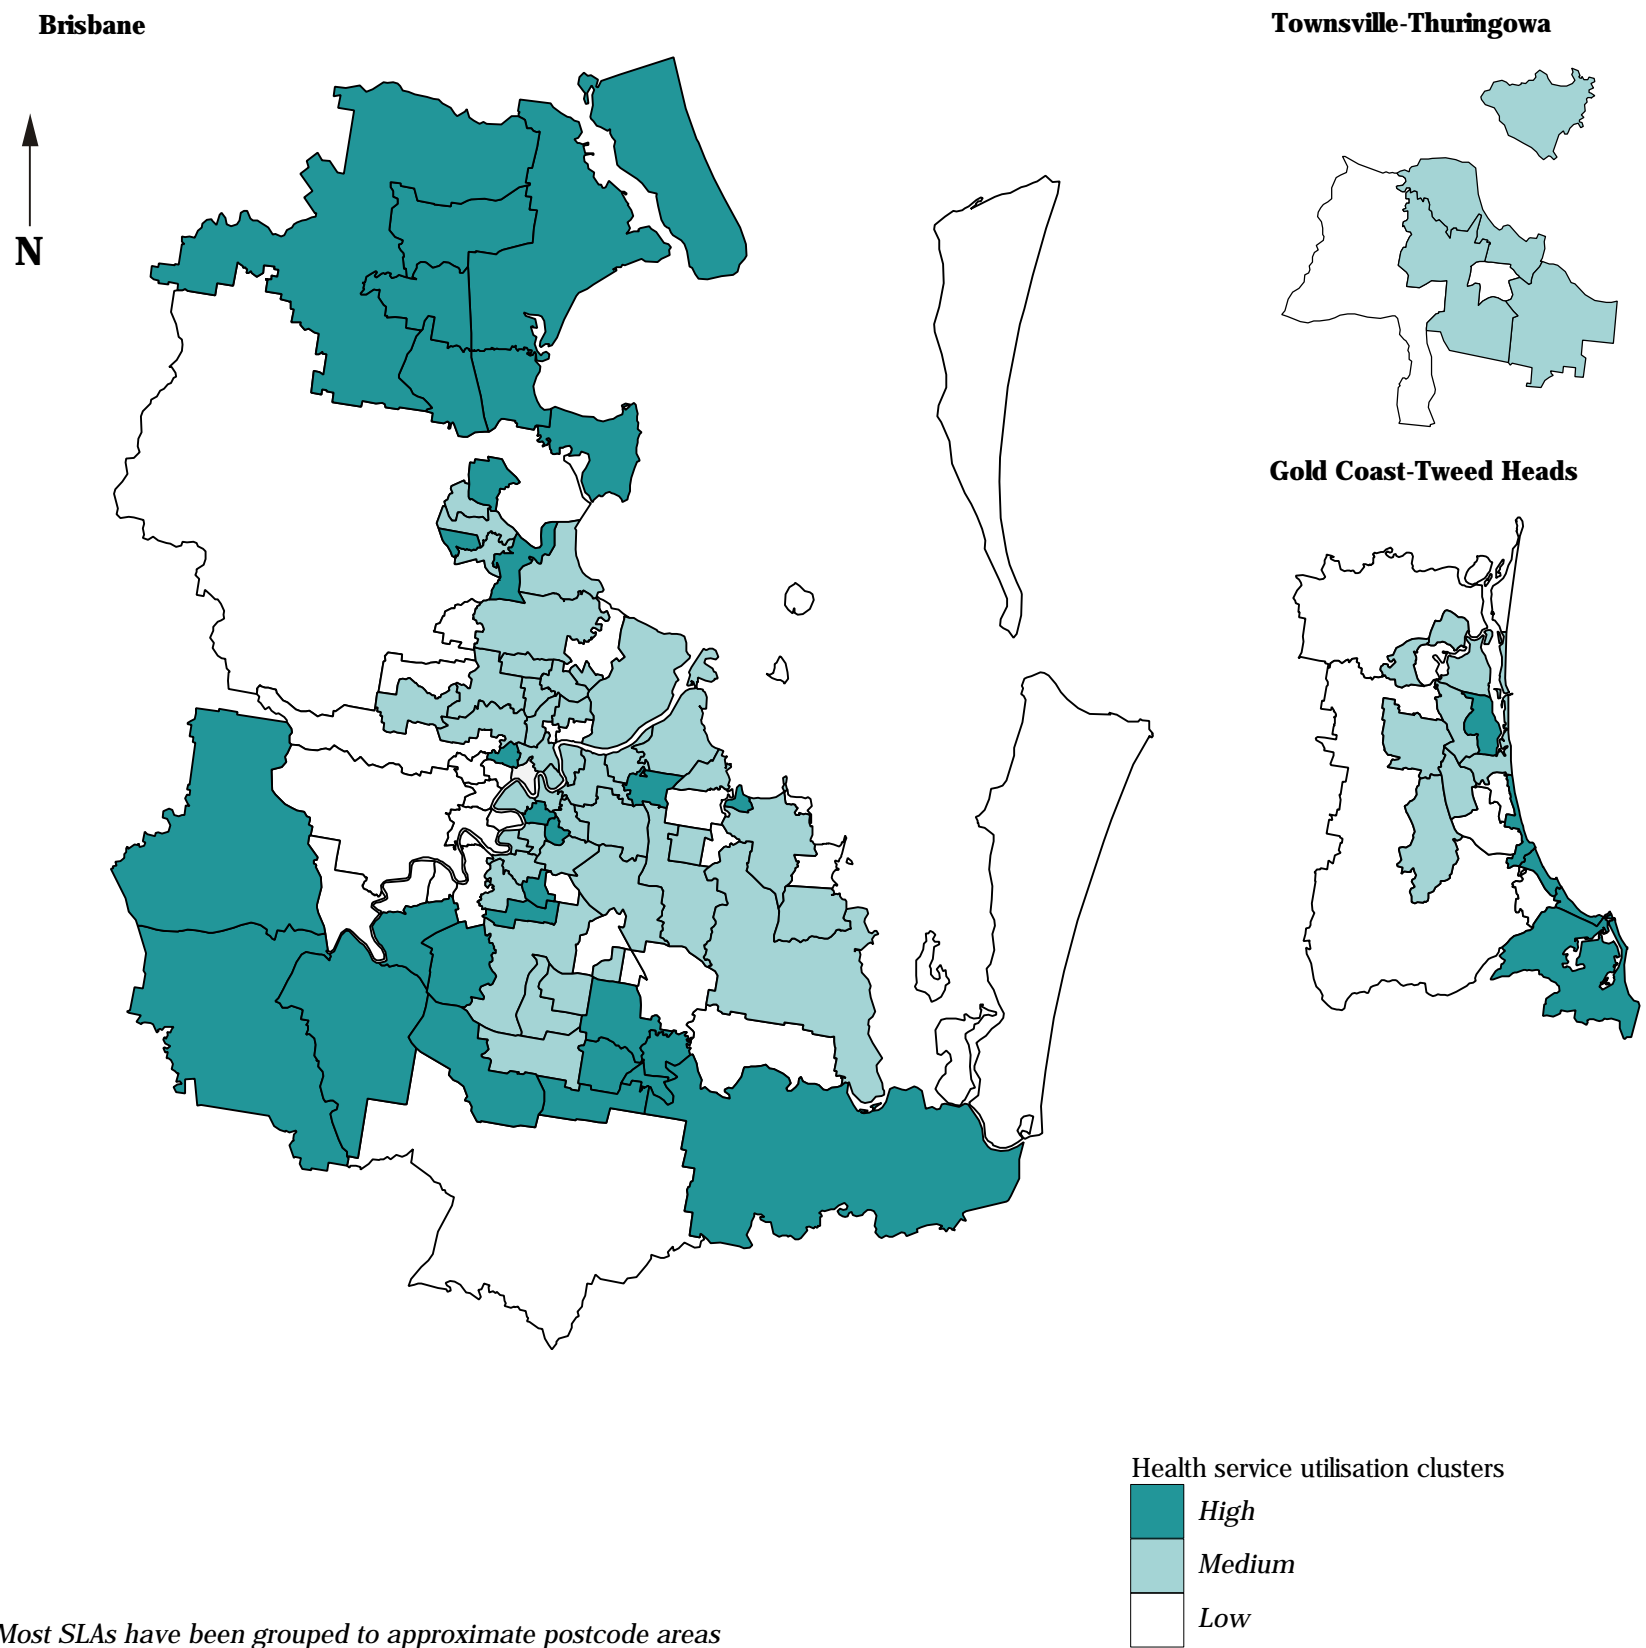 Brisbane
Townsville-Thuringowa
N
Gold Coast-Tweed Heads
Health service utilisation clusters
High
Medium
Low
Most SLAs have been grouped to approximate postcode areas